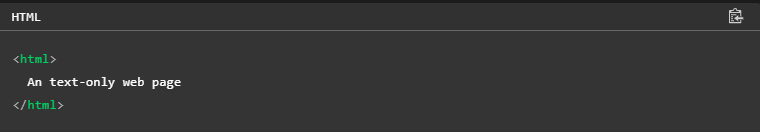 HTML
<html>
An text-only web page
</html>